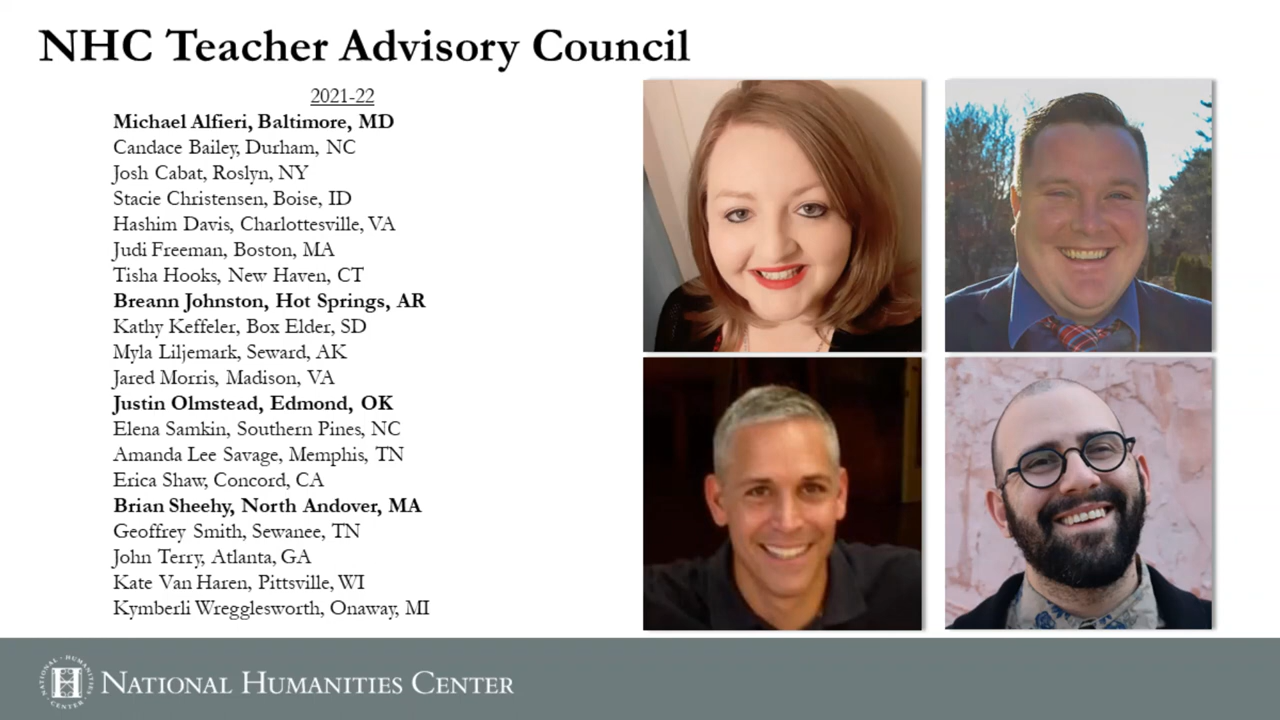 NHC Teacher Advisory Council
2021-22
Michael Alfieri, Baltimore, MD
Candace Bailey, Durham, NC
Josh Cabat, Roslyn, NY
Stacie Christensen, Boise, ID
Hashim Davis, Charlottesville, VA
Judi Freeman, Boston, MA
Tisha Hooks, New Haven, CT
Breann Johnston, Hot Springs, AR
Kathy Keffeler, Box Elder, SD
Myla Liljemark, Seward, AK
Jared Morris, Madison, VA
Justin Olmstead, Edmond, OK
Elena Samkin, Southern Pines, NC
Amanda Lee Savage, Memphis, TN
Erica Shaw, Concord, CA
Brian Sheehy, North Andover, MA
Geoffrey Smith, Sewanee, TN
John Terry, Atlanta, GA
Kate Van Haren, Pittsville, WI
Kymberli Wregglesworth, Onaway, MI
NATIONAL · HUMANITIES · CENTER ·
H
NATIONAL HUMANITIES CENTER